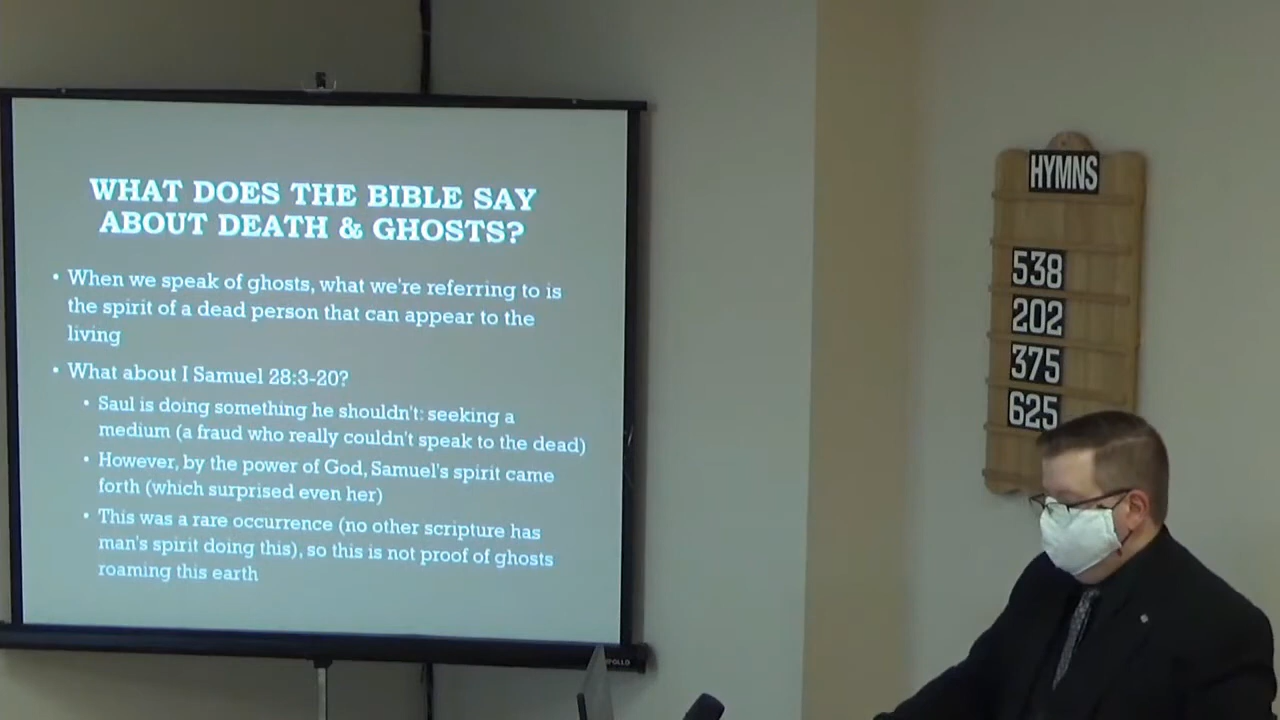 WHAT DOES THE BIBLE SAY
ABOUT DEATH & GHOSTS?
• When we speak of ghosts, what we're referring to is
the spirit of a dead person that can appear to the
living
• What about I Samuel 28:3-20?
• Saul is doing something he shouldn't: seeking a
medium (a fraud who really couldn't speak to the dead)
• However, by the power of God, Samuel's spirit came
forth (which surprised even her)
• This was a rare occurrence (no other scripture has
man's spirit doing this), so this is not proof of ghosts
roaming this earth
HYMNS
538
202
375
625